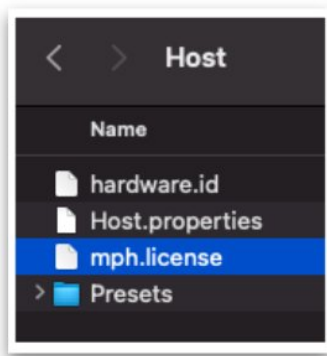 Host
Name
hardware.id
Host.properties
mph.license
Presets